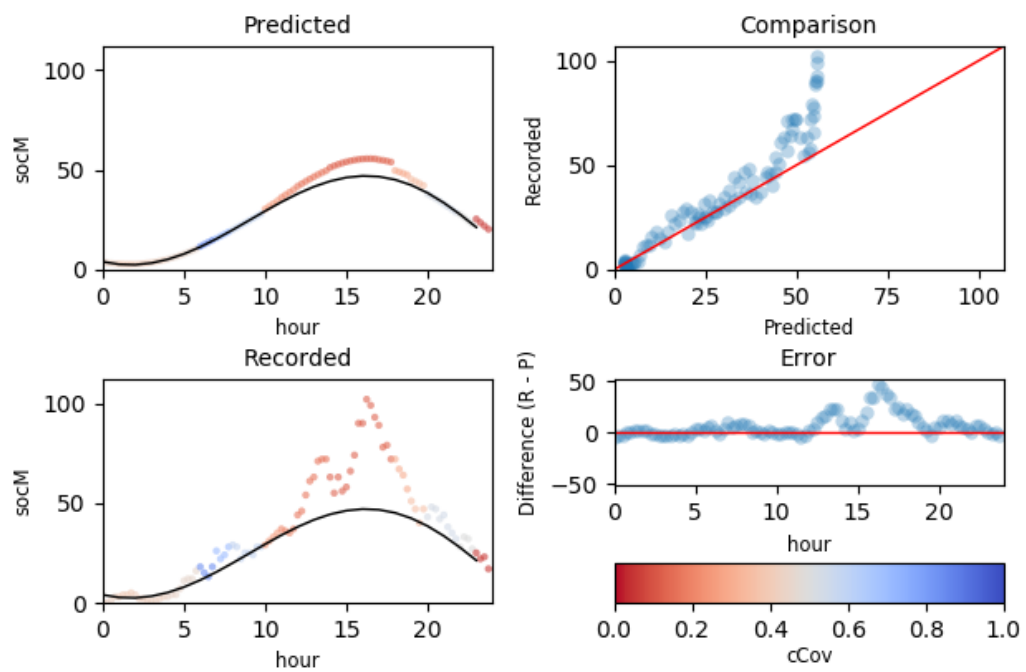 Predicted
socM
100
50
0
0 5 10 15 20
hour
Comparison
Recorded
100
50
0
0 25 50 75 100
Predicted
Recorded
socM
100
50
0
0 5 10 15 20
hour
Error
Difference (R - P)
50
0
−50
0 5 10 15 20
hour
0.0 0.2 0.4 0.6 0.8 1.0
cCov